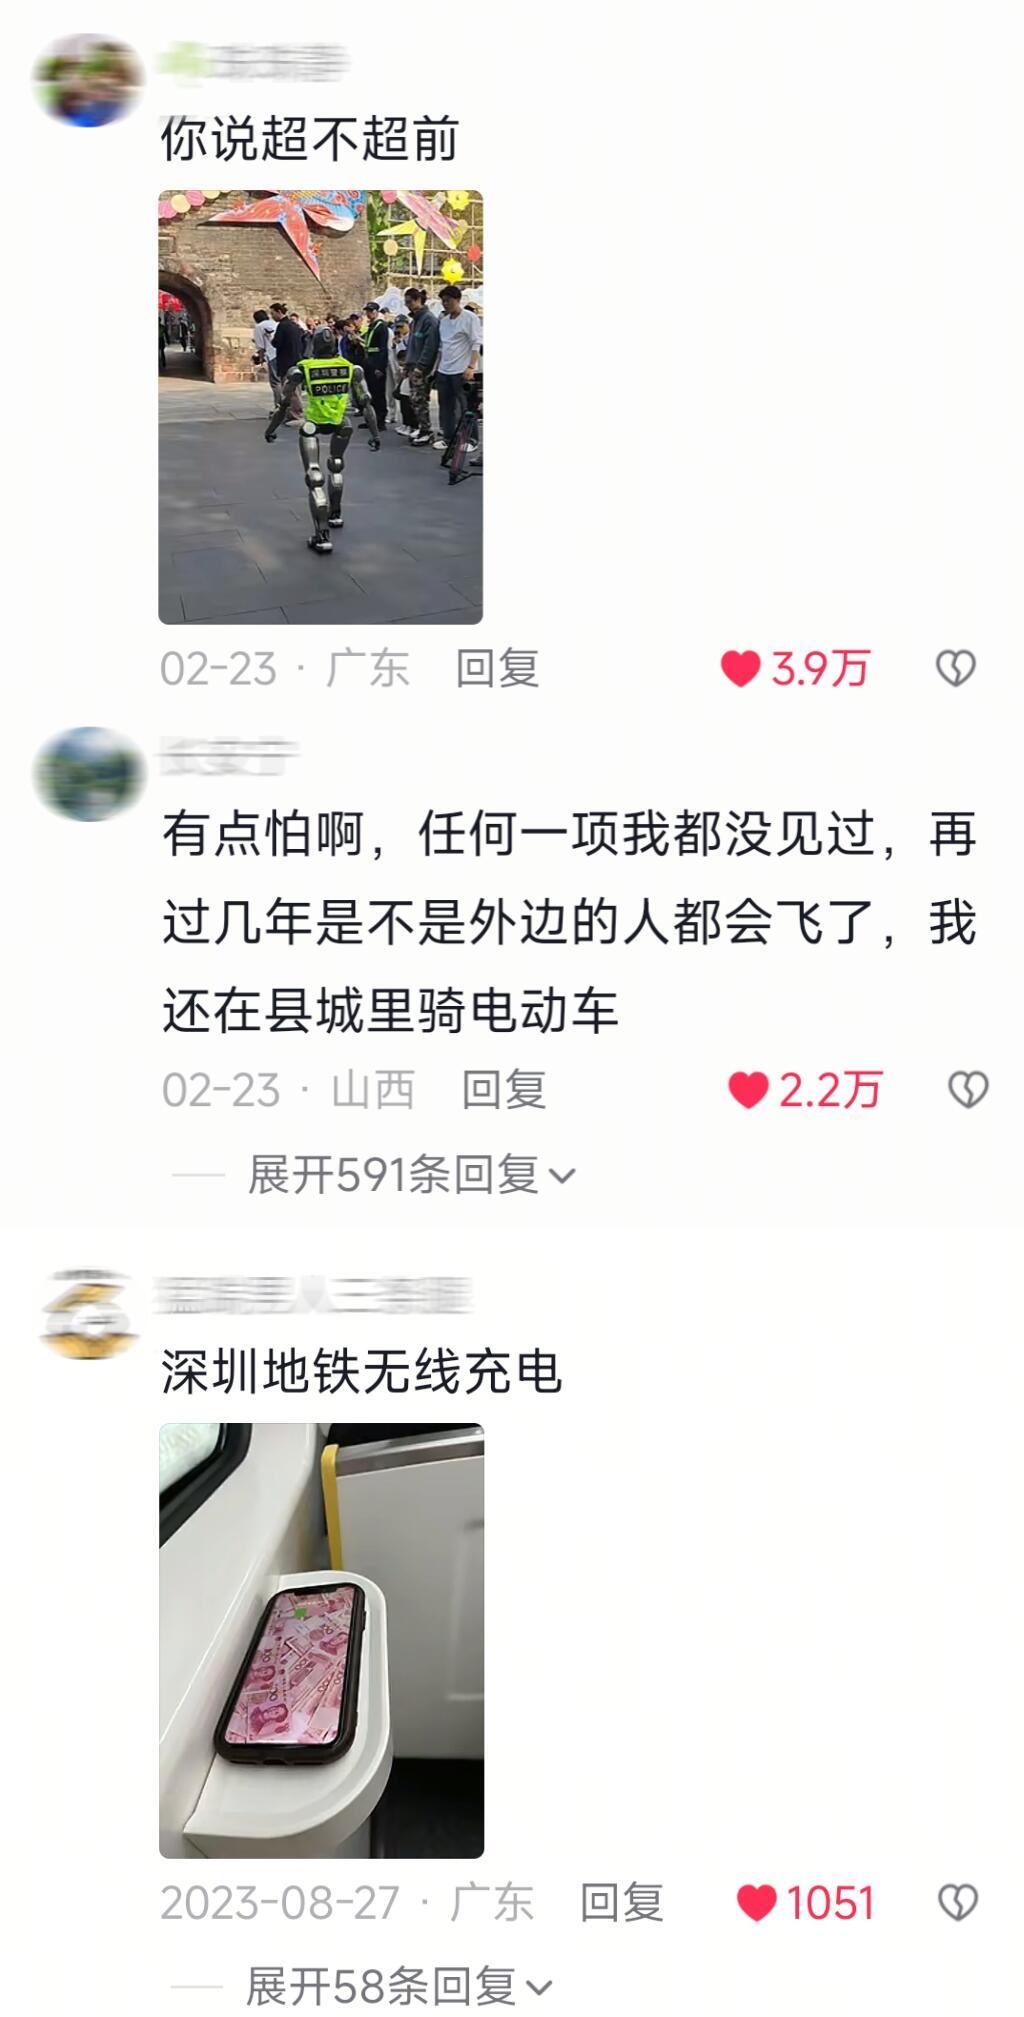 你说超不超前
深圳警察
POLICE
02-23 · 广东 回复 3.9万
有点怕啊，任何一项我都没见过，再
过几年是不是外边的人都会飞了，我
还在县城里骑电动车
02-23 · 山西 回复 2.2万
展开591条回复
深圳地铁无线充电
2023-08-27 · 广东 回复 1051
展开58条回复